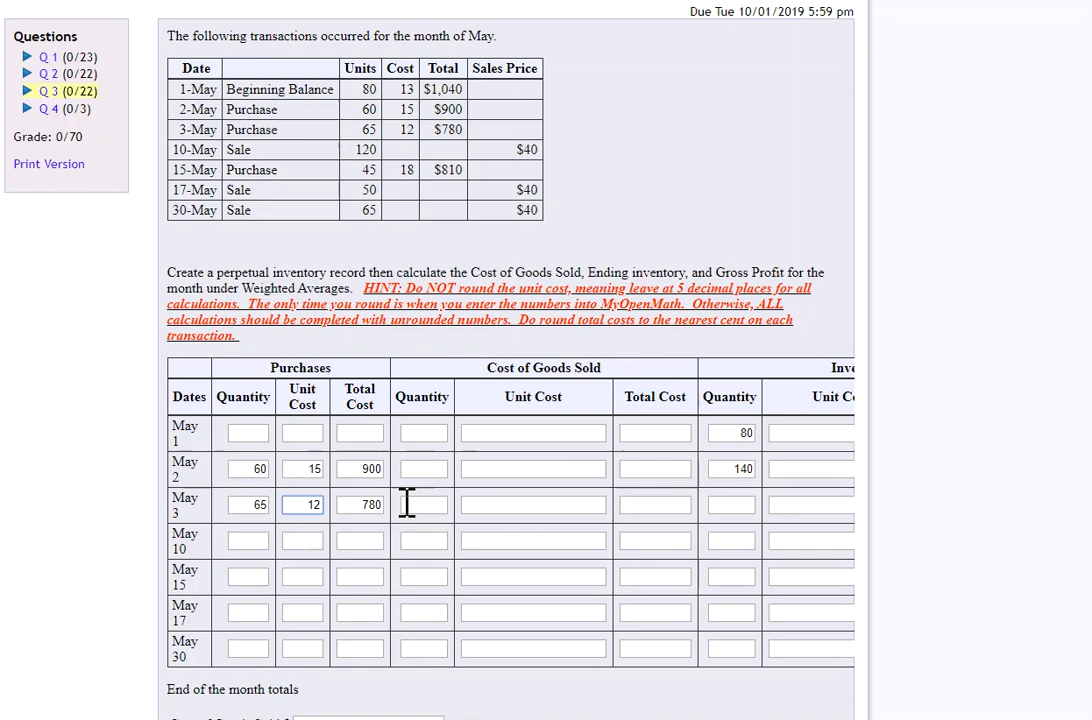 Due Tue 10/01/2019 5:59 pm
Questions
Q 1 (0/23)
Q 2 (0/22)
Q 3 (0/22)
Q 4 (0/3)
Grade: 0/70
Print Version
The following transactions occurred for the month of May.
Date Units Cost Total Sales Price
1-May Beginning Balance 80 13 $1,040
2-May Purchase 60 15 $900
3-May Purchase 65 12 $780
10-May Sale 120 $40
15-May Purchase 45 18 $810
17-May Sale 50 $40
30-May Sale 65 $40
Create a perpetual inventory record then calculate the Cost of Goods Sold, Ending inventory, and Gross Profit for the
month under Weighted Averages. HINT: Do NOT round the unit cost, meaning leave at 5 decimal places for all
calculations. The only time you round is when you enter the numbers into MyOpenMath. Otherwise, ALL
calculations should be completed with unrounded numbers. Do round total costs to the nearest cent on each
transaction.
Purchases Cost of Goods Sold Inve
Dates Quantity Unit Cost Total Cost Quantity Unit Cost Total Cost Quantity Unit C
May 1 80
May 2 60 15 900 140
May 3 65 12 780
May 10
May 15
May 17
May 30
End of the month totals